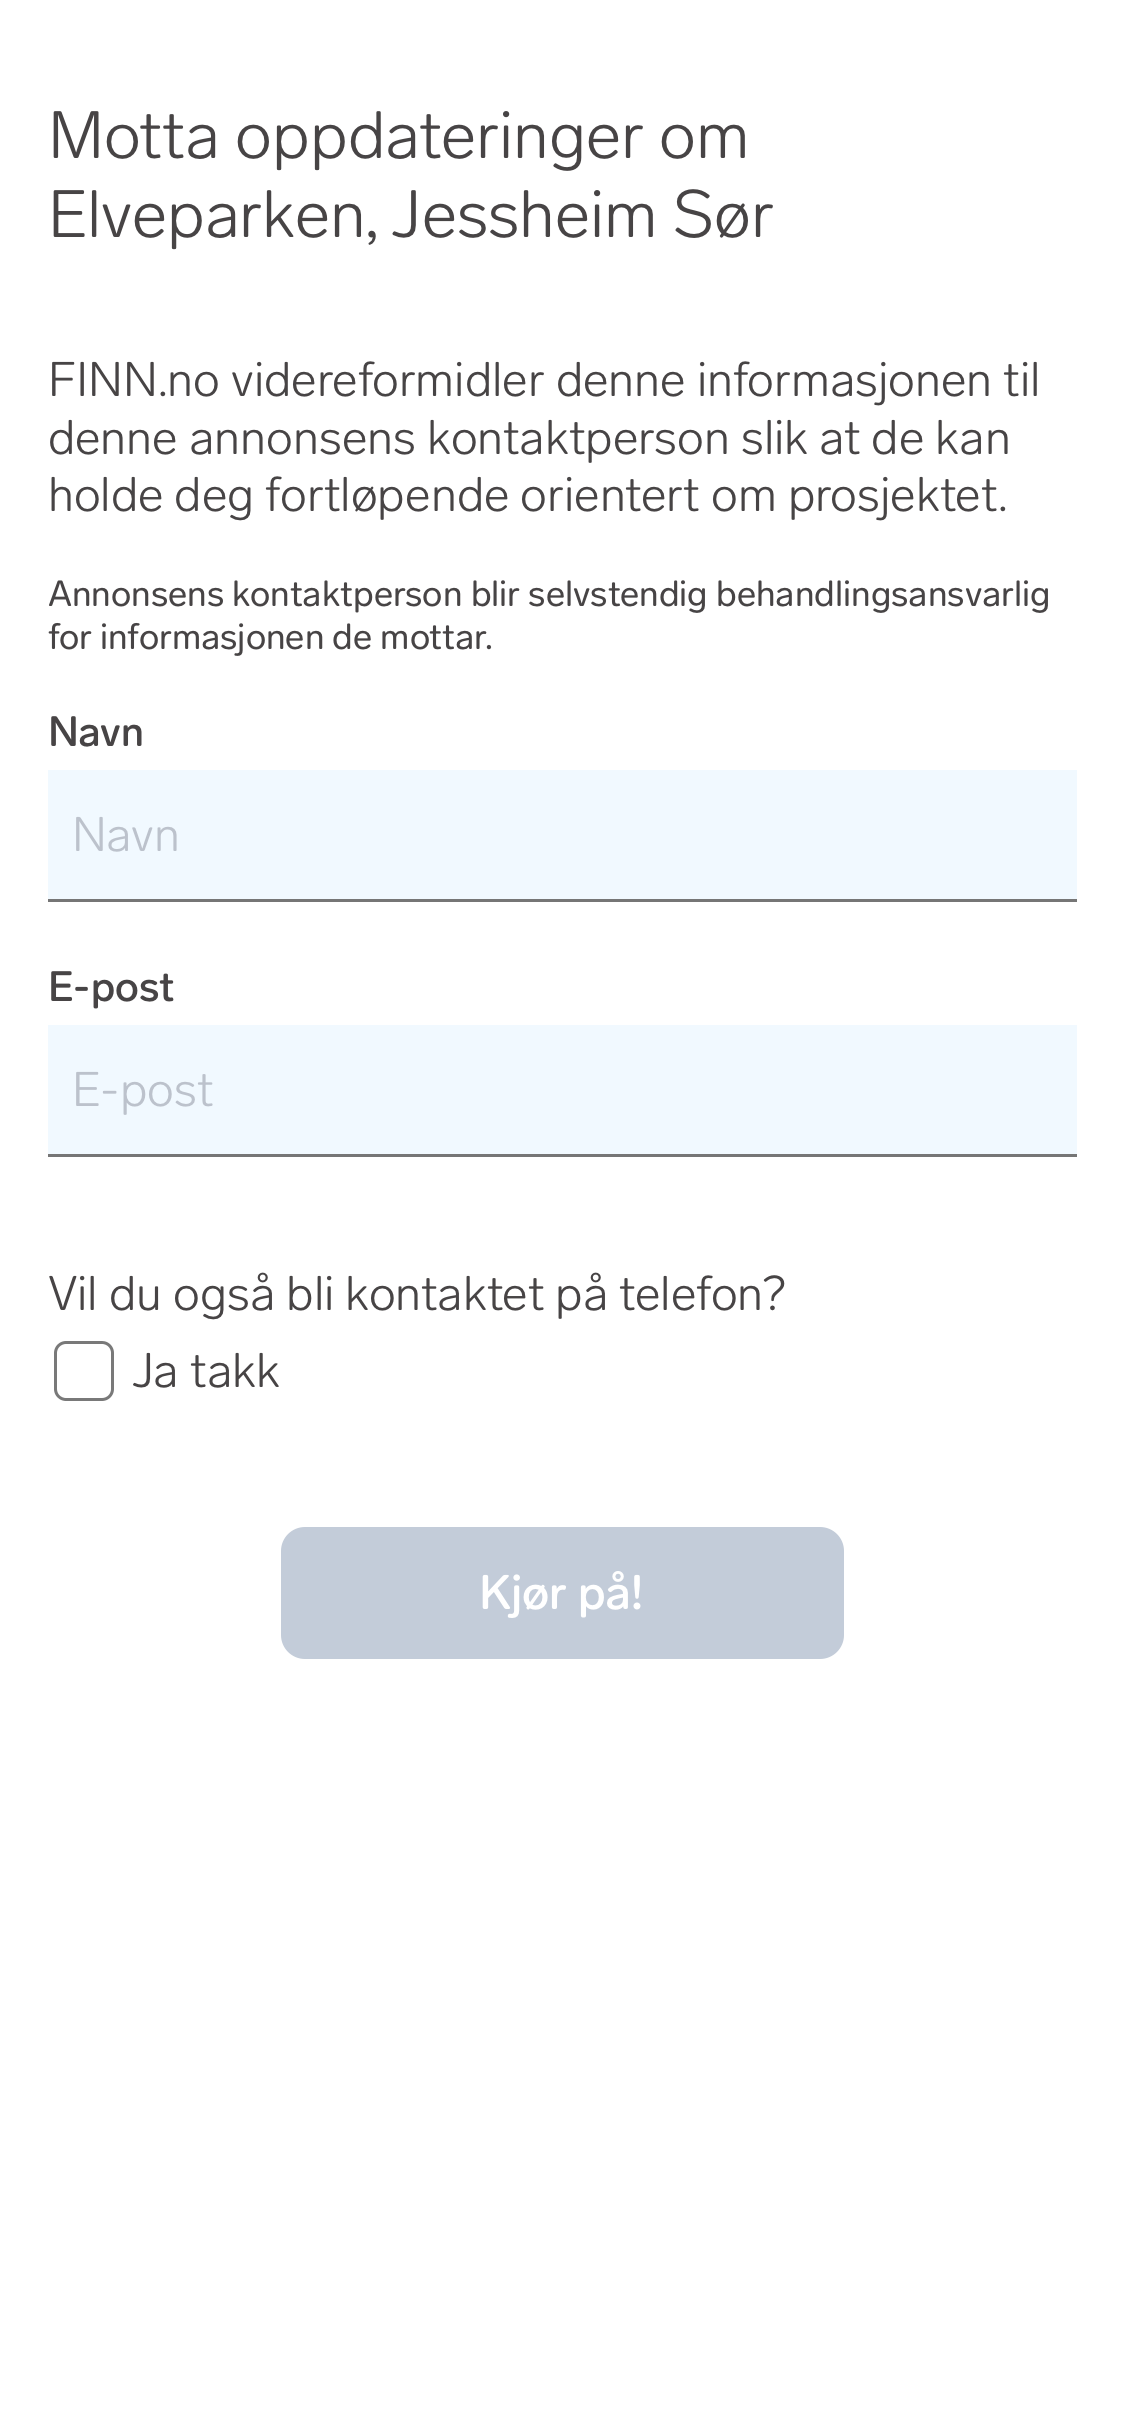 Motta oppdateringer om
Elveparken, Jessheim Sør
FINN.no videreformidler denne informasjonen til
denne annonsens kontaktperson slik at de kan
holde deg fortløpende orientert om prosjektet.
Annonsens kontaktperson blir selvstendig behandlingsansvarlig
for informasjonen de mottar.
Navn
Navn
E-post
E-post
Vil du også bli kontaktet på telefon?
Ja takk
Kjør på!